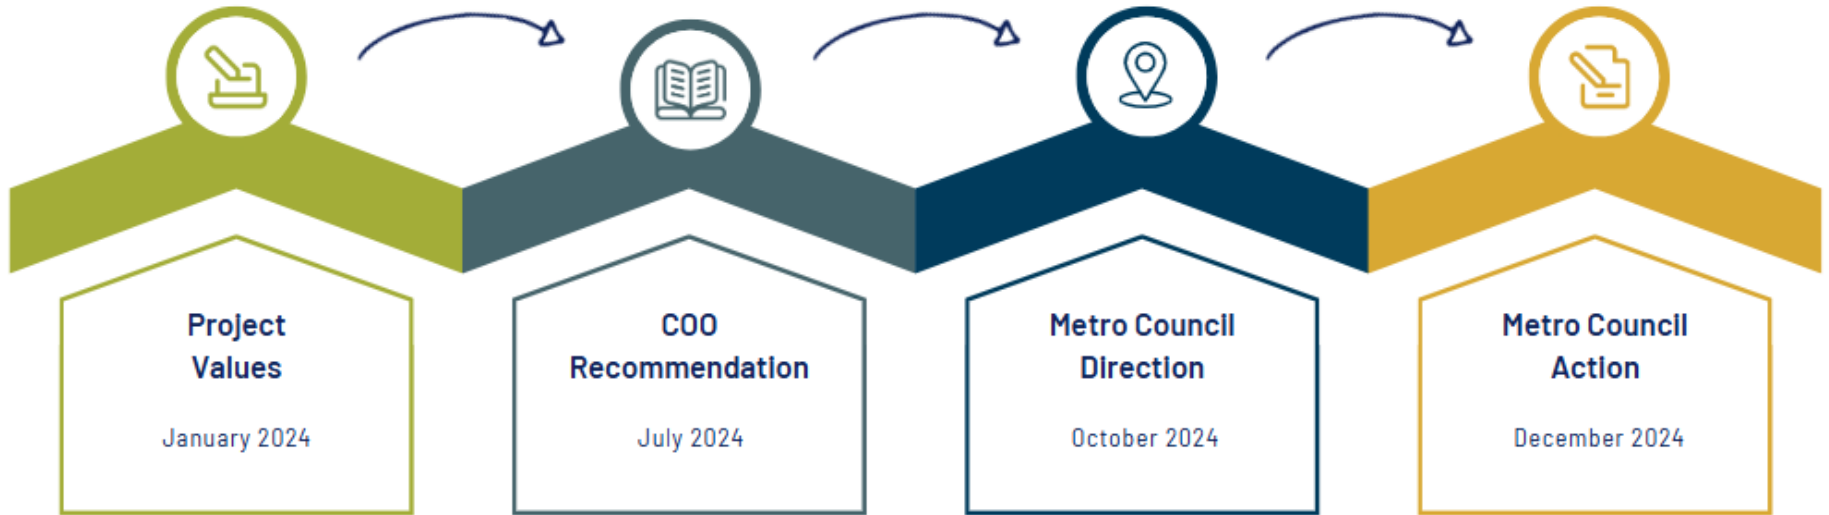 Project
Values
January 2024
COO
Recommendation
July 2024
Metro Council
Direction
October 2024
Metro Council
Action
December 2024